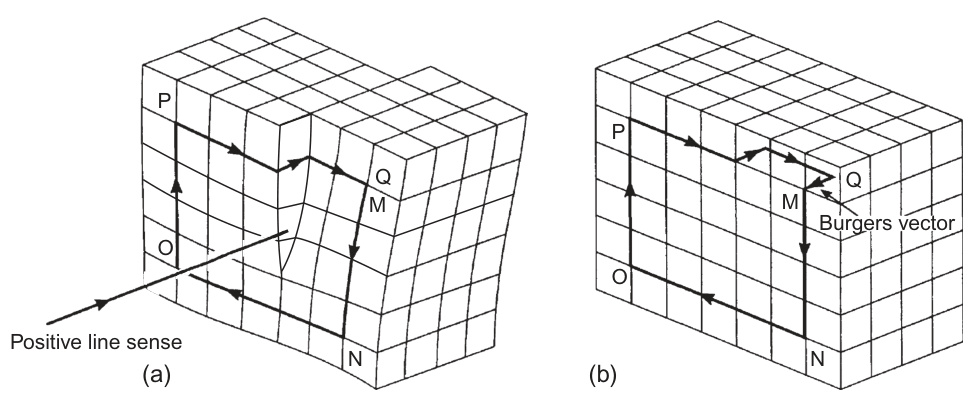 P
Q
M
O
N
Positive line sense
(a)
P
Q
M
Burgers vector
O
N
(b)